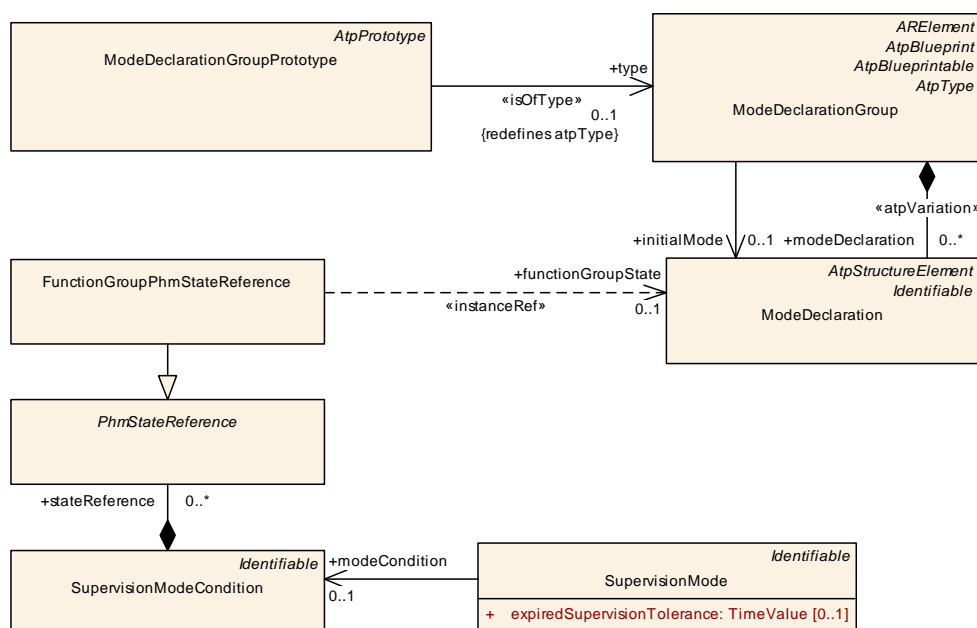 AtpPrototype
ModeDeclarationGroupPrototype
ARElement
AtpBlueprint
AtpBlueprintable
AtpType
ModeDeclarationGroup
+type
«isOfType»
0..1
{redefines atpType}
«atpVariation»
+initialMode 0..1 +modeDeclaration 0..*
FunctionGroupPhmStateReference
+functionGroupState
«instanceRef»
0..1
AtpStructureElement
Identifiable
ModeDeclaration
PhmStateReference
+stateReference 0..*
Identifiable
SupervisionModeCondition
+modeCondition
0..1
Identifiable
SupervisionMode
+ expiredSupervisionTolerance: TimeValue [0..1]